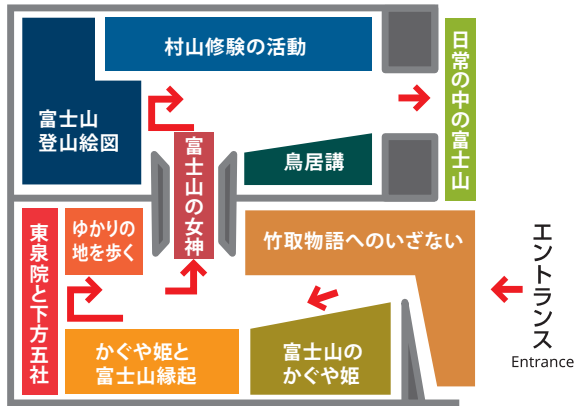 村山修験の活動
日常の中の富士山
富士山
登山絵図
富士山の女神
鳥居講
東泉院と下方五社
ゆかりの
地を歩く
竹取物語へのいざない
エントランス
Entrance
かぐや姫と
富士山縁起
富士山の
かぐや姫